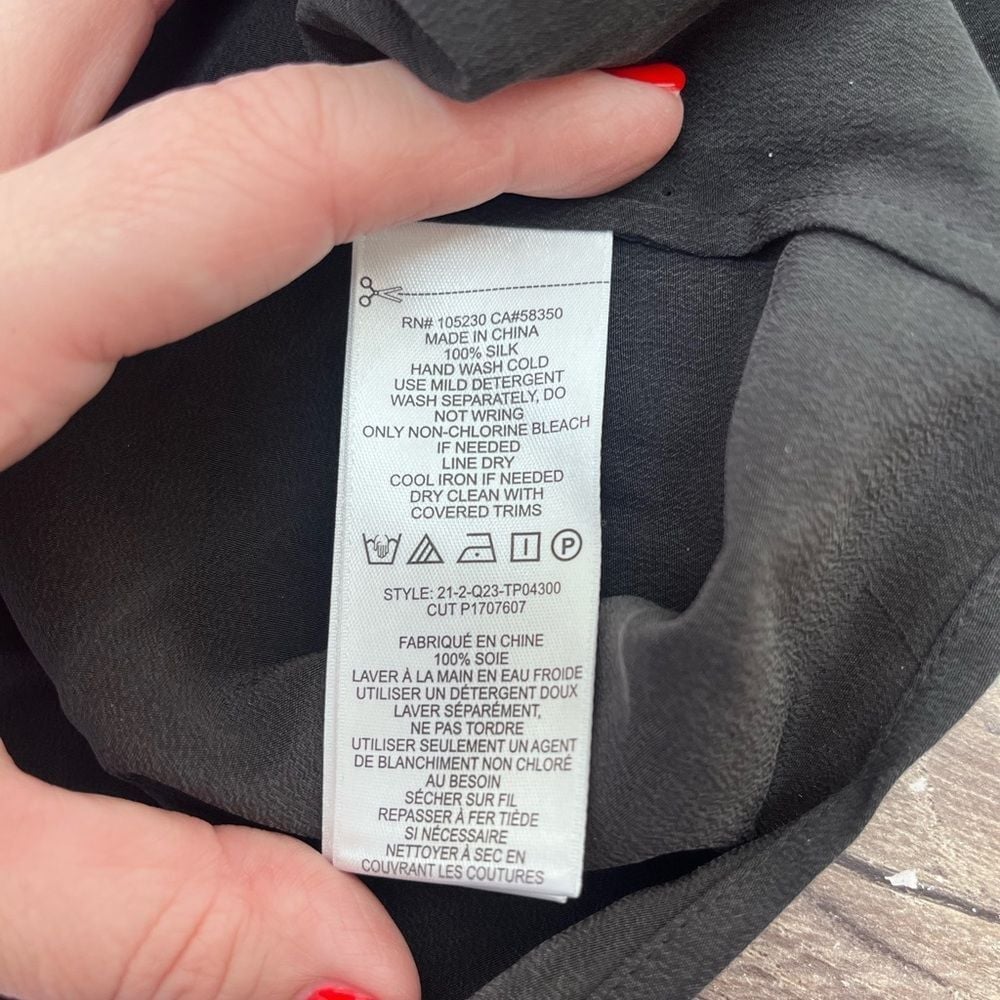 RN# 105230 CA#58350
MADE IN CHINA
100% SILK
HAND WASH COLD
USE MILD DETERGENT
WASH SEPARATELY, DO
NOT WRING
ONLY NON-CHLORINE BLEACH
IF NEEDED
LINE DRY
COOL IRON IF NEEDED
DRY CLEAN WITH
COVERED TRIMS
P
STYLE: 21-2-Q23-TP04300
CUT P1707607
FABRIQUÉ EN CHINE
100% SOIE
LAVER À LA MAIN EN EAU FROIDE
UTILISER UN DÉTERGENT DOUX
LAVER SÉPARÉMENT,
NE PAS TORDRE
UTILISER SEULEMENT UN AGENT
DE BLANCHIMENT NON CHLORÉ
AU BESOIN
SÉCHER SUR FIL
REPASSER À FER TIÈDE
SI NÉCESSAIRE
NETTOYER À SEC EN
COUVRANT LES COUTURES